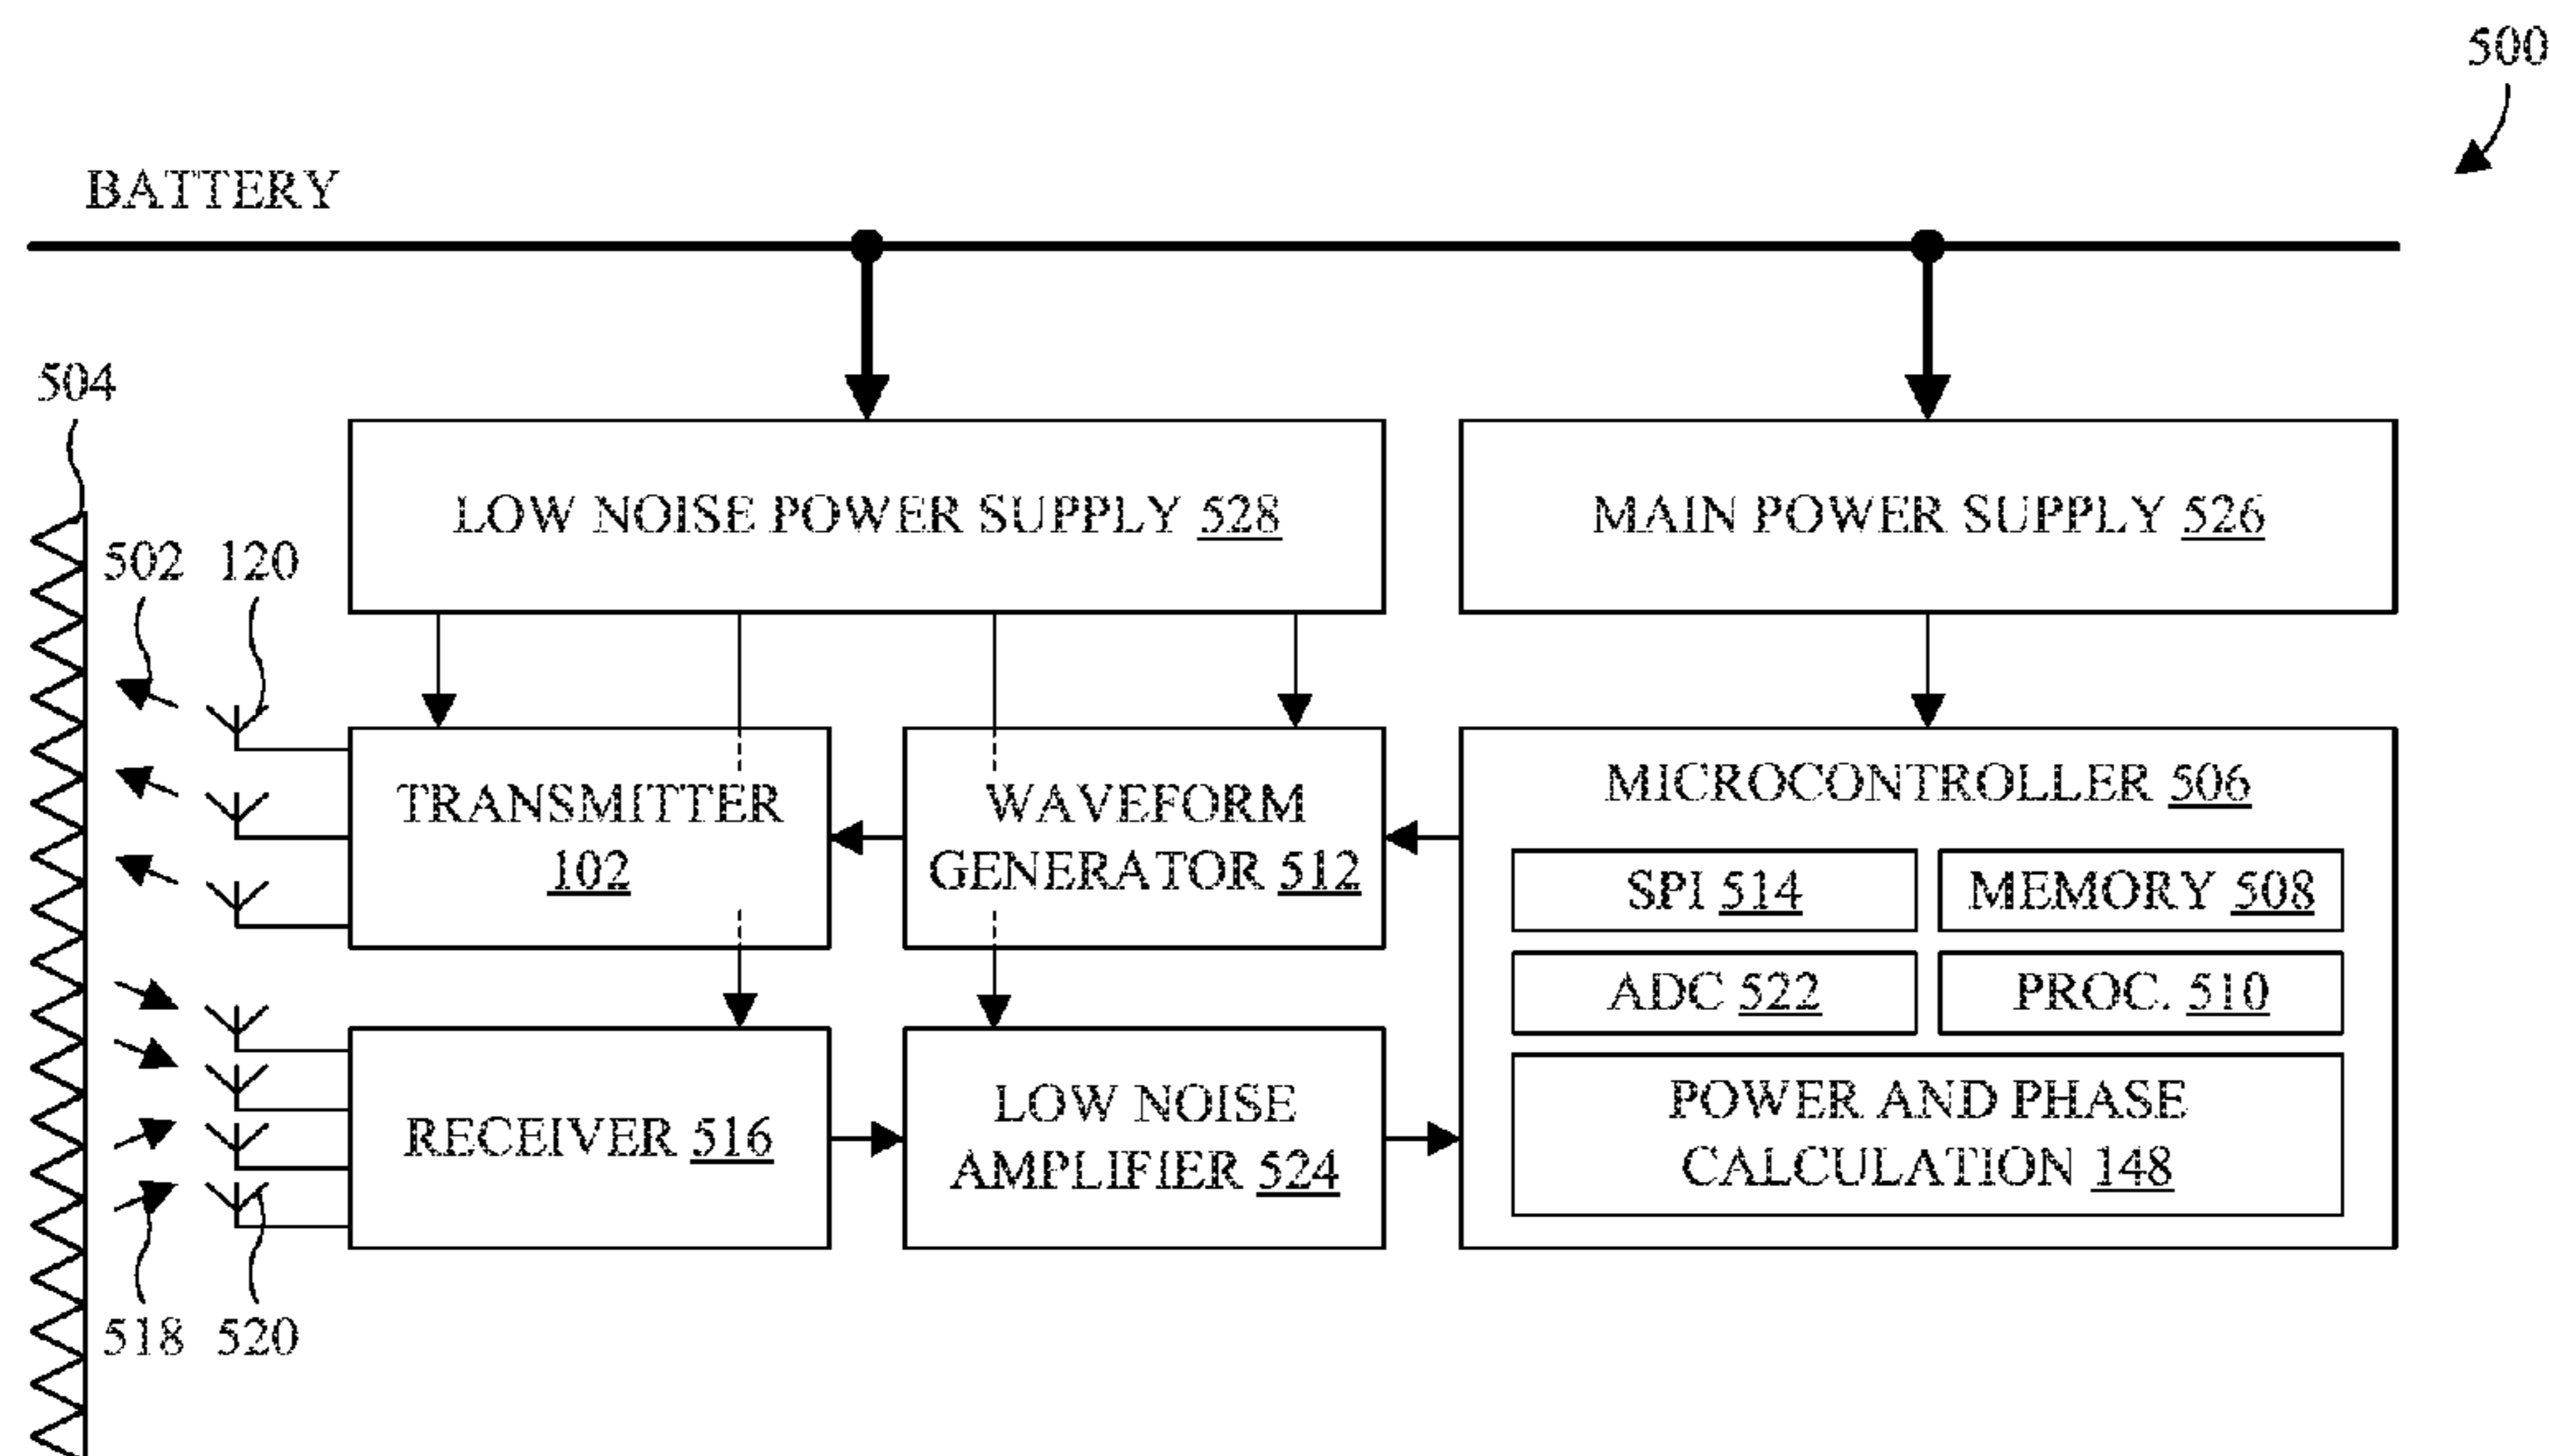 500
BATTERY
504
LOW NOISE POWER SUPPLY 528
MAIN POWER SUPPLY 526
502
120
TRANSMITTER
102
WAVEFORM
GENERATOR 512
MICROCONTROLLER 506
SPI 514
MEMORY 508
ADC 522
PROC. 510
POWER AND PHASE
CALCULATION 148
RECEIVER 516
LOW NOISE
AMPLIFIER 524
518
520